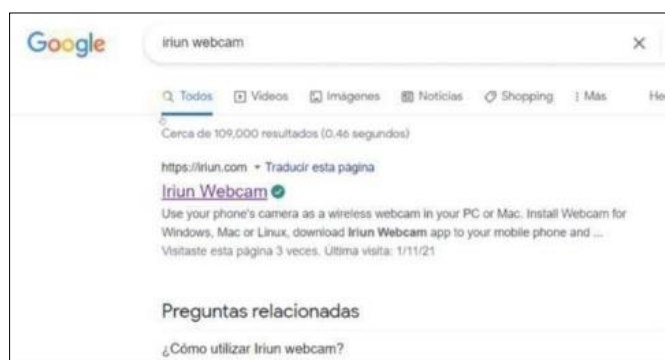 Google
iriun webcam
Todos Videos Imágenes Noticias Shopping Más
Cerca de 109,000 resultados (0.46 segundos)
https://iriun.com Traducir esta página
Iriun Webcam
Use your phone's camera as a wireless webcam in your PC or Mac. Install Webcam for
Windows, Mac or Linux, download Iriun Webcam app to your mobile phone and ...
Visitaste esta página 3 veces. Última visita: 1/11/21
Preguntas relacionadas
¿Cómo utilizar Iriun webcam?